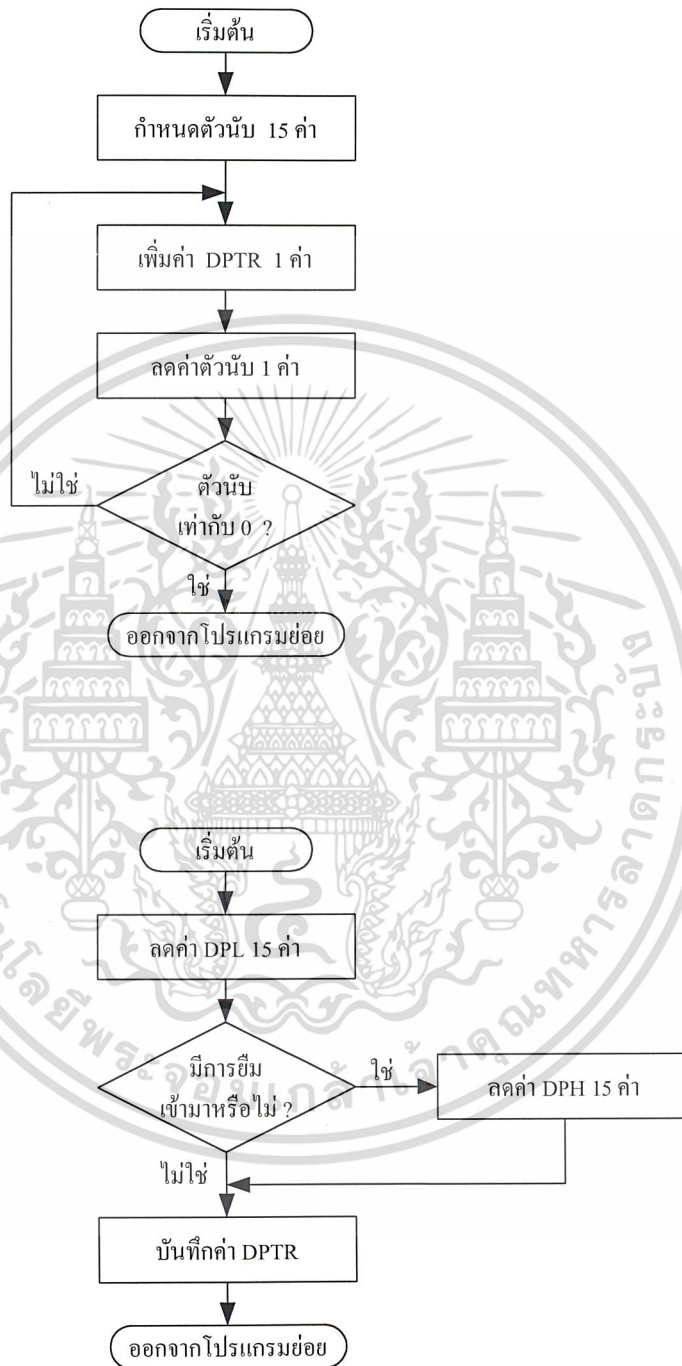 เริ่มต้น
กำหนดตัวนับ 15 ค่า
เพิ่มค่า DPTR 1 ค่า
ลดค่าตัวนับ 1 ค่า
ไม่ใช่
ตัวนับ
เท่ากับ 0 ?
ใช่
ออกจากโปรแกรมย่อย
เริ่มต้น
ลดค่า DPL 15 ค่า
มีการยืม
เข้ามาหรือไม่ ?
ใช่
ลดค่า DPH 15 ค่า
ไม่ใช่
บันทึกค่า DPTR
ออกจากโปรแกรมย่อย